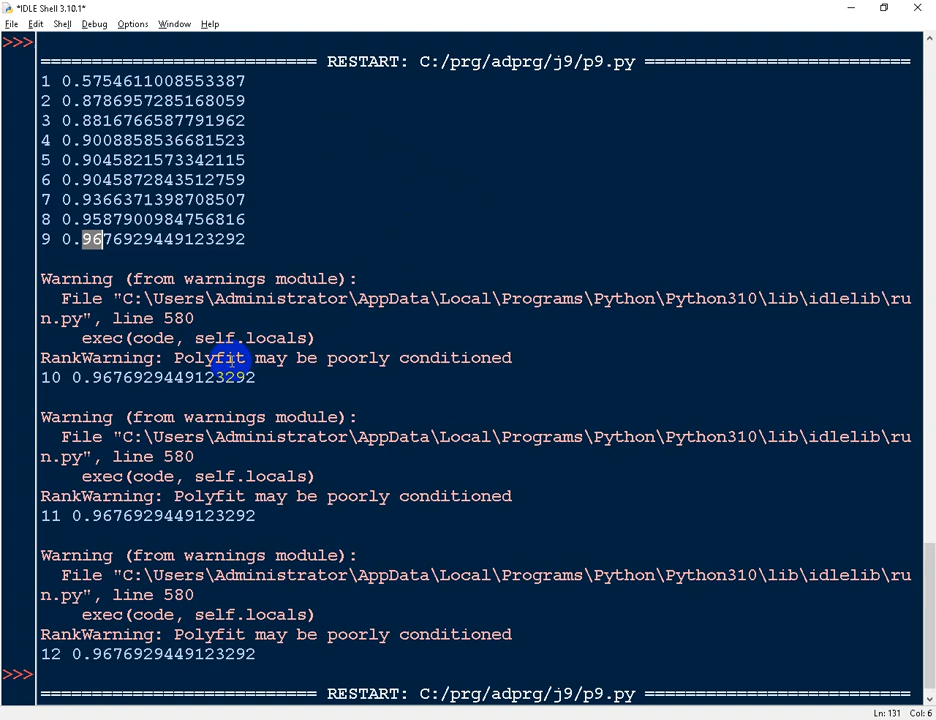 *IDLE Shell 3.10.1*
File Edit Shell Debug Options Window Help
>>>
========================== RESTART: C:/prg/adprg/j9/p9.py ==========================
1 0.5754611008553387
2 0.8786957285168059
3 0.8816766587791962
4 0.9008858536681523
5 0.9045821573342115
6 0.9045872843512759
7 0.9366371398708507
8 0.9587900984756816
9 0.9676929449123292
Warning (from warnings module):
File "C:\Users\Administrator\AppData\Local\Programs\Python\Python310\lib\idlelib\ru
n.py", line 580
exec(code, self.locals)
RankWarning: Polyfit may be poorly conditioned
10 0.9676929449123292
Warning (from warnings module):
File "C:\Users\Administrator\AppData\Local\Programs\Python\Python310\lib\idlelib\ru
n.py", line 580
exec(code, self.locals)
RankWarning: Polyfit may be poorly conditioned
11 0.9676929449123292
Warning (from warnings module):
File "C:\Users\Administrator\AppData\Local\Programs\Python\Python310\lib\idlelib\ru
n.py", line 580
exec(code, self.locals)
RankWarning: Polyfit may be poorly conditioned
12 0.9676929449123292
>>>
========================== RESTART: C:/prg/adprg/j9/p9.py ==========================
Ln: 131 Col: 6